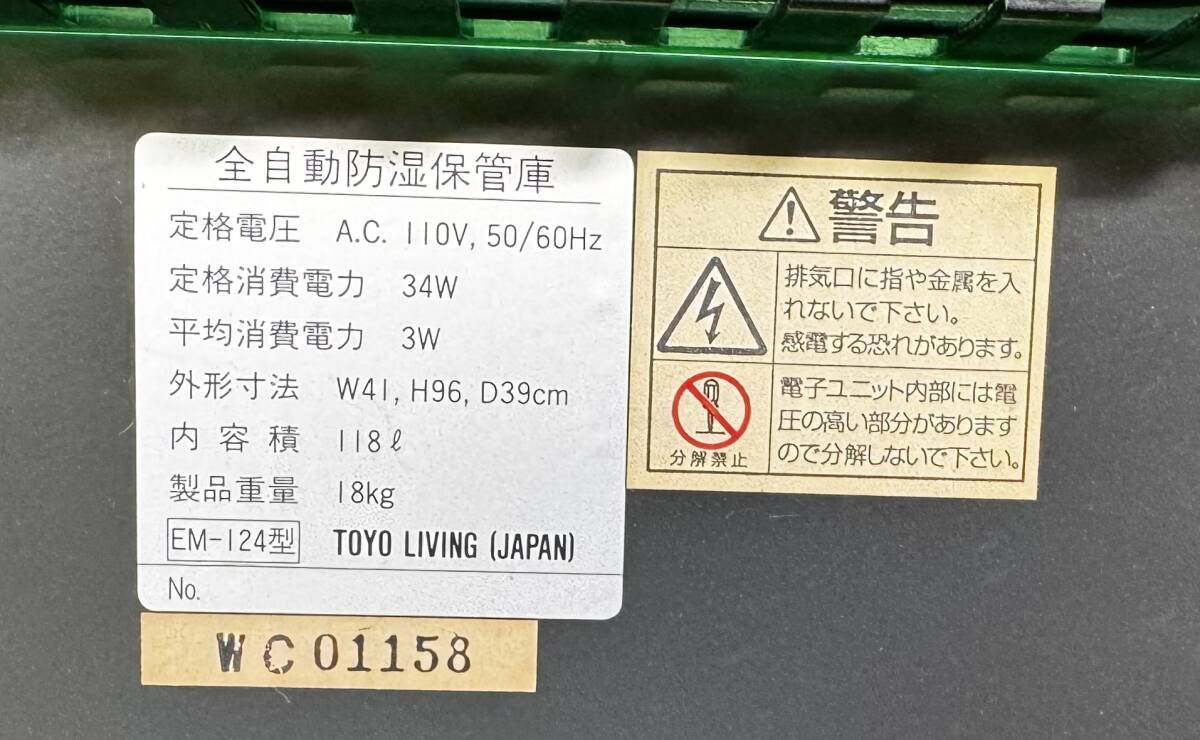 全自動防湿保管庫
定格電圧 A.C. 110V, 50/60Hz
定格消費電力 34W
平均消費電力 3W
外形寸法 W41, H96, D39cm
内容積 118ℓ
製品重量 18kg
EM-124型 TOYO LIVING (JAPAN)
No.
WC01158
警告
排気口に指や金属を入
れないで下さい。
感電する恐れがあります。
分解禁止
電子ユニット内部には電
圧の高い部分があります
ので分解しないで下さい。